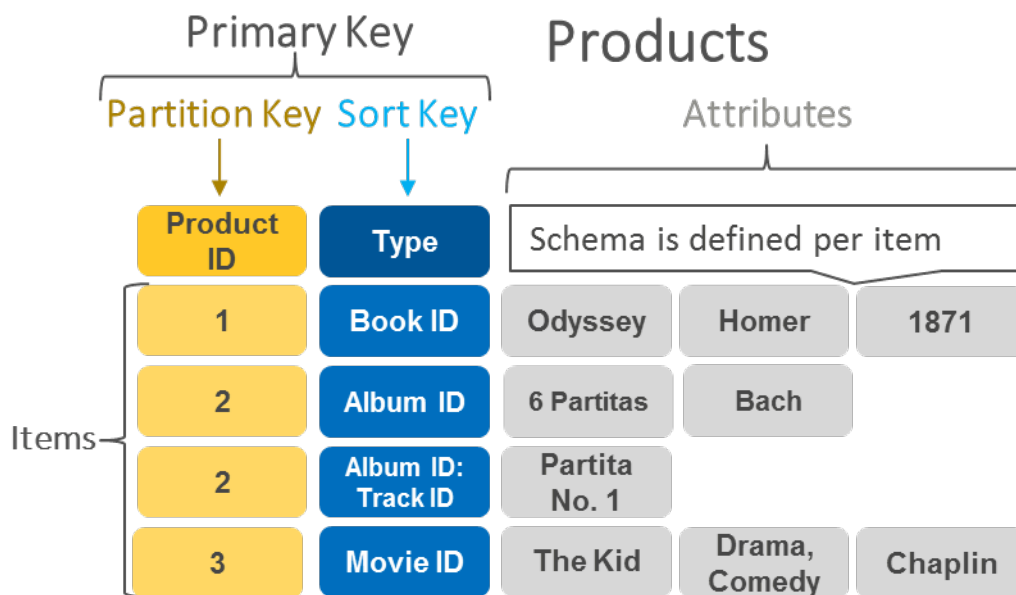 Primary Key
Products
Partition Key
Sort Key
Attributes
Product
ID
Type
Schema is defined per item
Items
1
Book ID
Odyssey
Homer
1871
2
Album ID
6 Partitas
Bach
2
Album ID:
Track ID
Partita
No. 1
3
Movie ID
The Kid
Drama,
Comedy
Chaplin